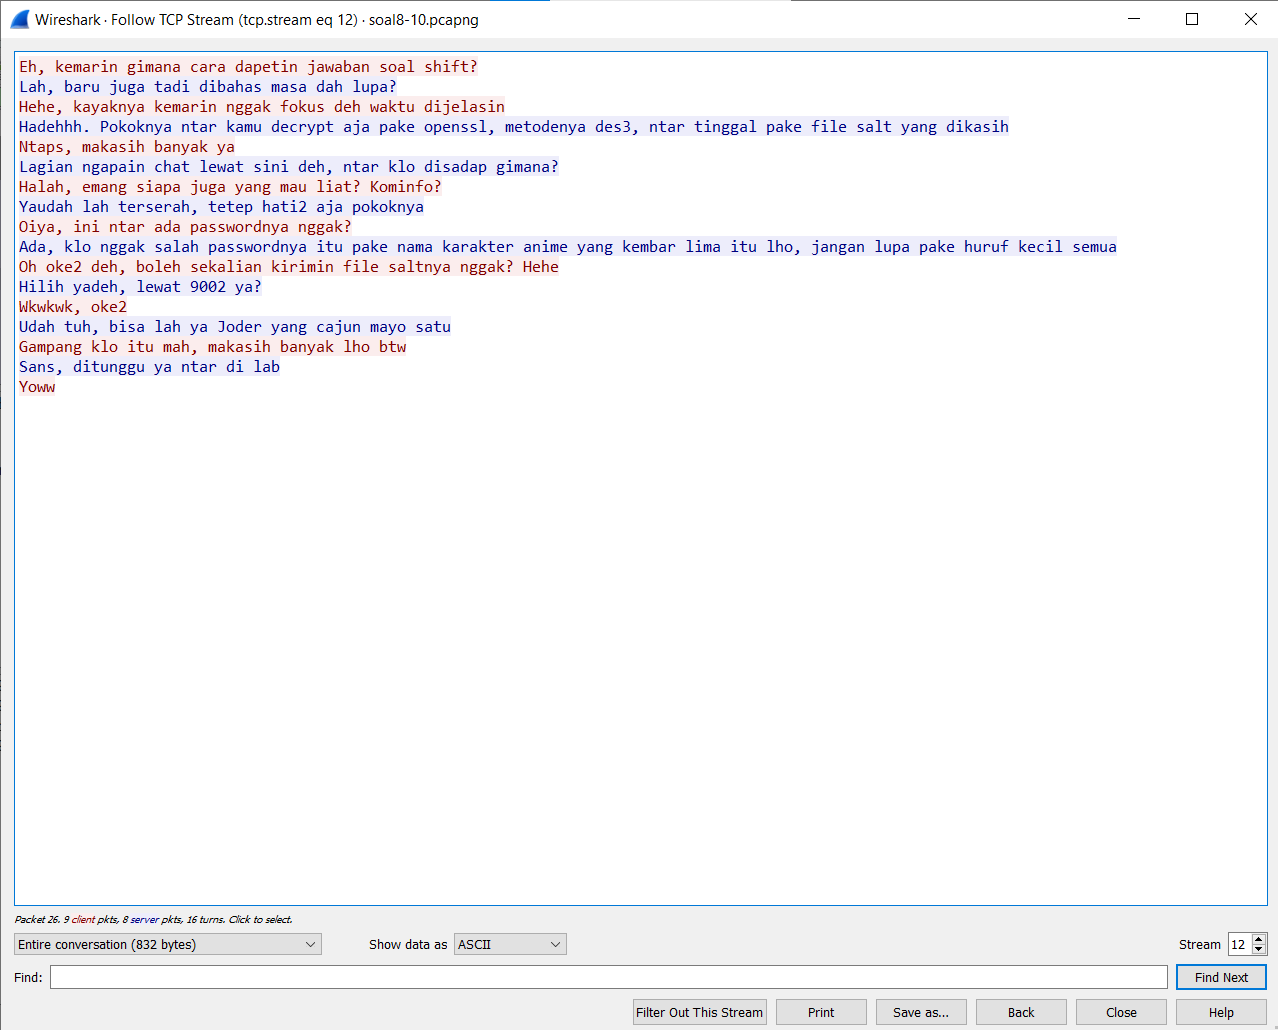 Wireshark · Follow TCP Stream (tcp.stream eq 12) · soal8-10.pcapng
Eh, kemarin gimana cara dapetin jawaban soal shift?
Lah, baru juga tadi dibahas masa dah lupa?
Hehe, kayaknya kemarin nggak fokus deh waktu dijelasin
Hadehhh. Pokoknya ntar kamu decrypt aja pake openssl, metodenya des3, ntar tinggal pake file salt yang dikasih
Ntaps, makasih banyak ya
Lagian ngapain chat lewat sini deh, ntar klo disadap gimana?
Halah, emang siapa juga yang mau liat? Kominfo?
Yaudah lah terserah, tetep hati2 aja pokoknya
Oiya, ini ntar ada passwordnya nggak?
Ada, klo nggak salah passwordnya itu pake nama karakter anime yang kembar lima itu lho, jangan lupa pake huruf kecil semua
Oh oke2 deh, boleh sekalian kirimin file saltnya nggak? Hehe
Hilih yadeh, lewat 9002 ya?
Wkwkwk, oke2
Udah tuh, bisa lah ya Joder yang cajun mayo satu
Gampang klo itu mah, makasih banyak lho btw
Sans, ditunggu ya ntar di lab
Yoww
Packet 26. 9 client pkts, 8 server pkts, 16 turns. Click to select.
Entire conversation (832 bytes) Show data as ASCII Stream 12
Find: Find Next
Filter Out This Stream Print Save as... Back Close Help